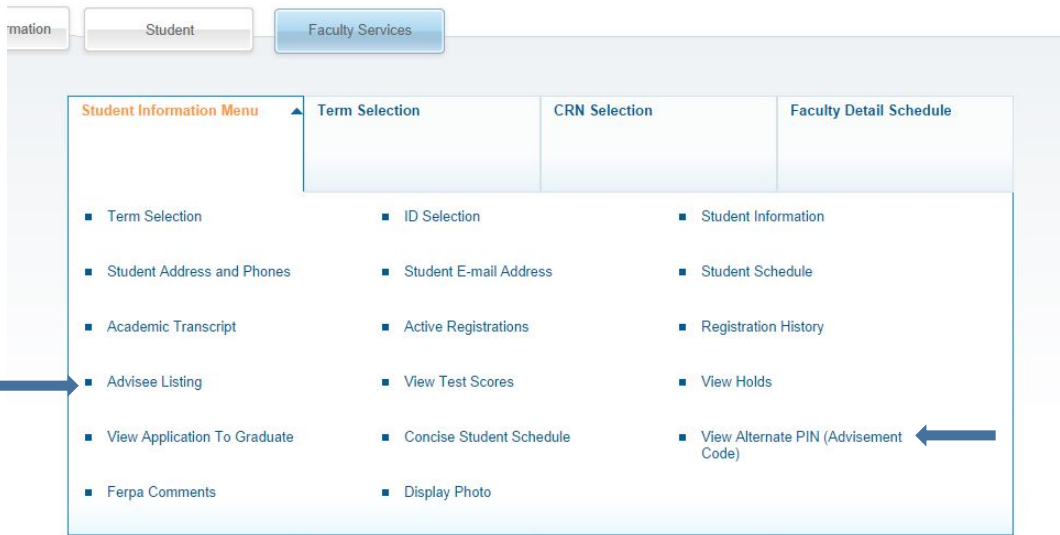 rmation Student Faculty Services
Student Information Menu Term Selection CRN Selection Faculty Detail Schedule
Term Selection ID Selection Student Information
Student Address and Phones Student E-mail Address Student Schedule
Academic Transcript Active Registrations Registration History
Advisee Listing View Test Scores View Holds
View Application To Graduate Concise Student Schedule View Alternate PIN (Advisement
Code)
Ferpa Comments Display Photo